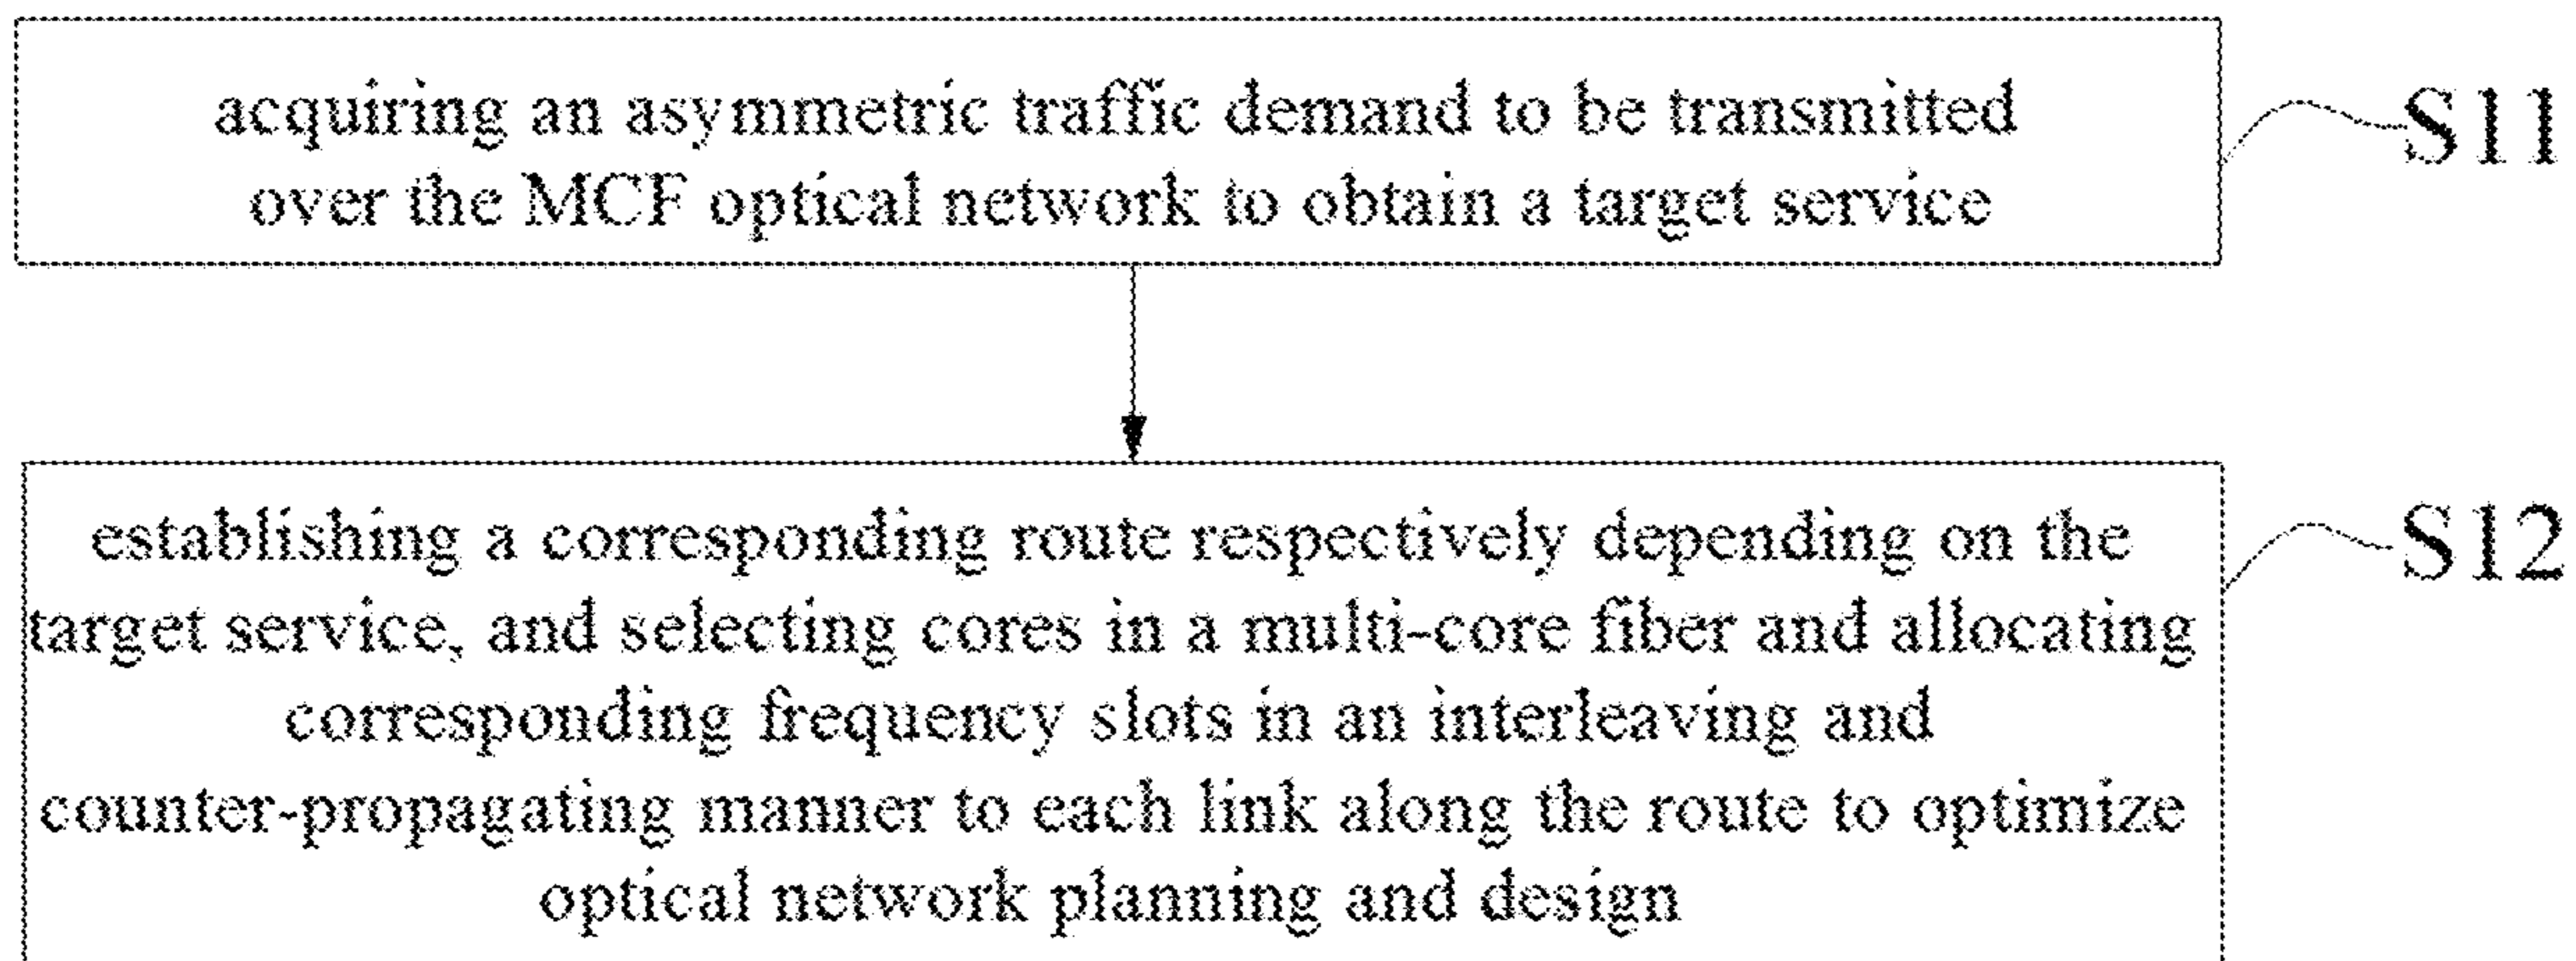 acquiring an asymmetric traffic demand to be transmitted
over the MCF optical network to obtain a target service
S11
establishing a corresponding route respectively depending on the
target service, and selecting cores in a multi-core fiber and allocating
corresponding frequency slots in an interleaving and
counter-propagating manner to each link along the route to optimize
optical network planning and design
S12